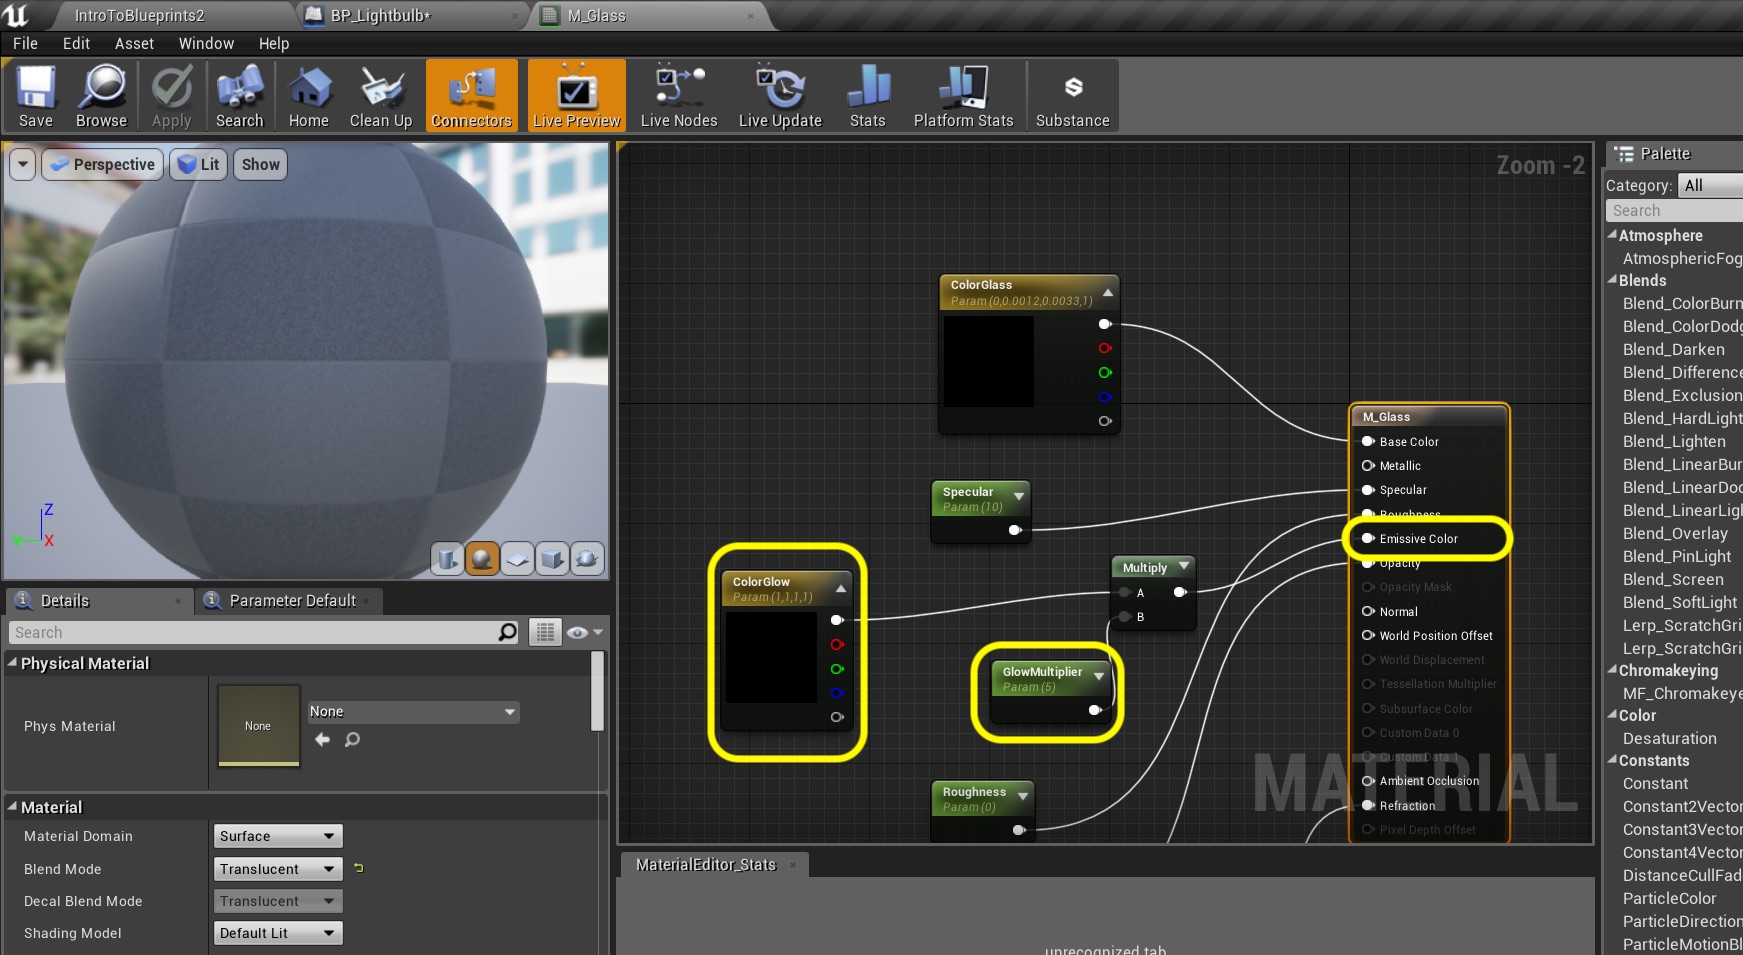 IntroToBlueprints2
BP_Lightbulb*
M_Glass
File Edit Asset Window Help
Save
Browse
Apply
Search
Home
Clean Up
Connectors
Live Preview
Live Nodes
Live Update
Stats
Platform Stats
Substance
Perspective
Lit
Show
Z
Y
X
Details
Parameter Default
Search
Physical Material
Phys Material
None
None
Material
Material Domain
Surface
Blend Mode
Translucent
Decal Blend Mode
Translucent
Shading Model
Default Lit
Zoom -2
ColorGlass
Param (0,0.0012,0.0033,1)
Specular
Param (10)
ColorGlow
Param (1,1,1,1)
Multiply
A
B
GlowMultiplier
Param (5)
Roughness
Param (0)
M_Glass
Base Color
Metallic
Specular
Roughness
Emissive Color
Opacity
Opacity Mask
Normal
World Position Offset
World Displacement
Tessellation Multiplier
Subsurface Color
Custom Data 0
Custom Data 1
Ambient Occlusion
Refraction
Pixel Depth Offset
MATERIAL
MaterialEditor_Stats
unrecognized tab
Palette
Category: All
Search
Atmosphere
AtmosphericFog
Blends
Blend_ColorBurn
Blend_ColorDodg
Blend_Darken
Blend_Difference
Blend_Exclusion
Blend_HardLight
Blend_Lighten
Blend_LinearBur
Blend_LinearDod
Blend_LinearLigh
Blend_Overlay
Blend_PinLight
Blend_Screen
Blend_SoftLight
Lerp_ScratchGri
Lerp_ScratchGri
Chromakeying
MF_Chromakeye
Color
Desaturation
Constants
Constant
Constant2Vector
Constant3Vector
Constant4Vector
DistanceCullFad
ParticleColor
ParticleDirection
ParticleMotionBl